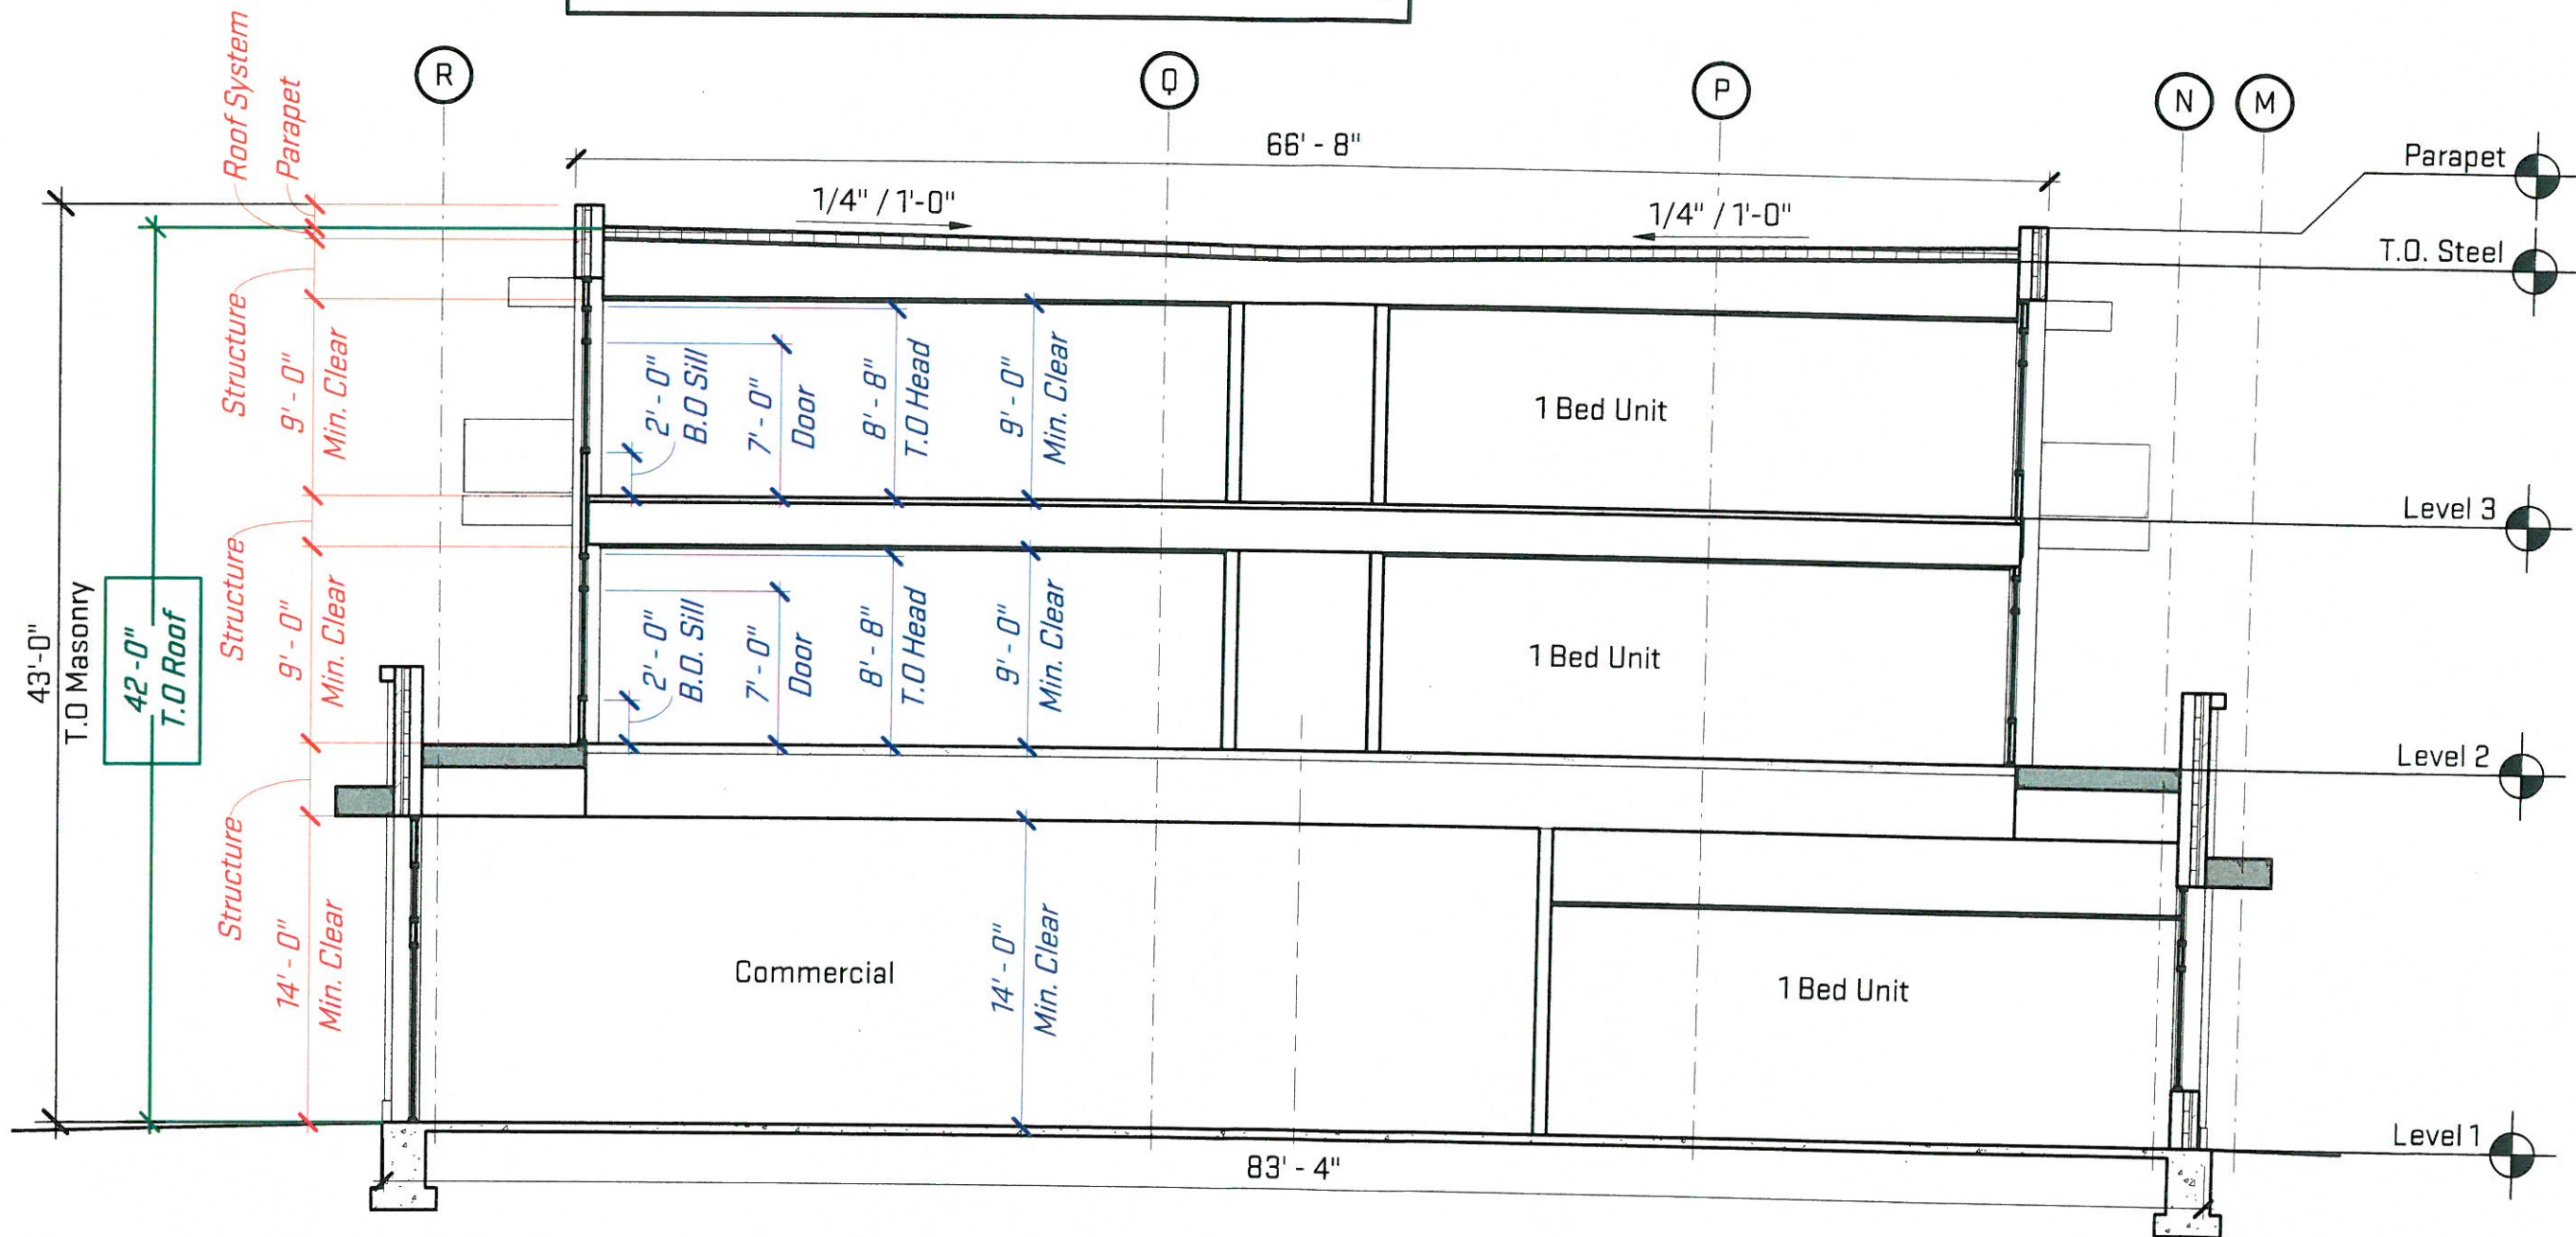 R
Q
P
N
M
Roof System
Parapet
66' - 8"
1/4" / 1'-0"
1/4" / 1'-0"
Parapet
T.O. Steel
Level 3
Level 2
Level 1
43'-0"
T.O Masonry
42'-0"
T.O Roof
Structure
9' - 0"
Min. Clear
Structure
9' - 0"
Min. Clear
Structure
14' - 0"
Min. Clear
2' - 0"
B.O Sill
7' - 0"
Door
8' - 8"
T.O Head
9' - 0"
Min. Clear
1 Bed Unit
2' - 0"
B.O. Sill
7' - 0"
Door
8' - 8"
T.O Head
9' - 0"
Min. Clear
1 Bed Unit
Commercial
14' - 0"
Min. Clear
1 Bed Unit
83' - 4"